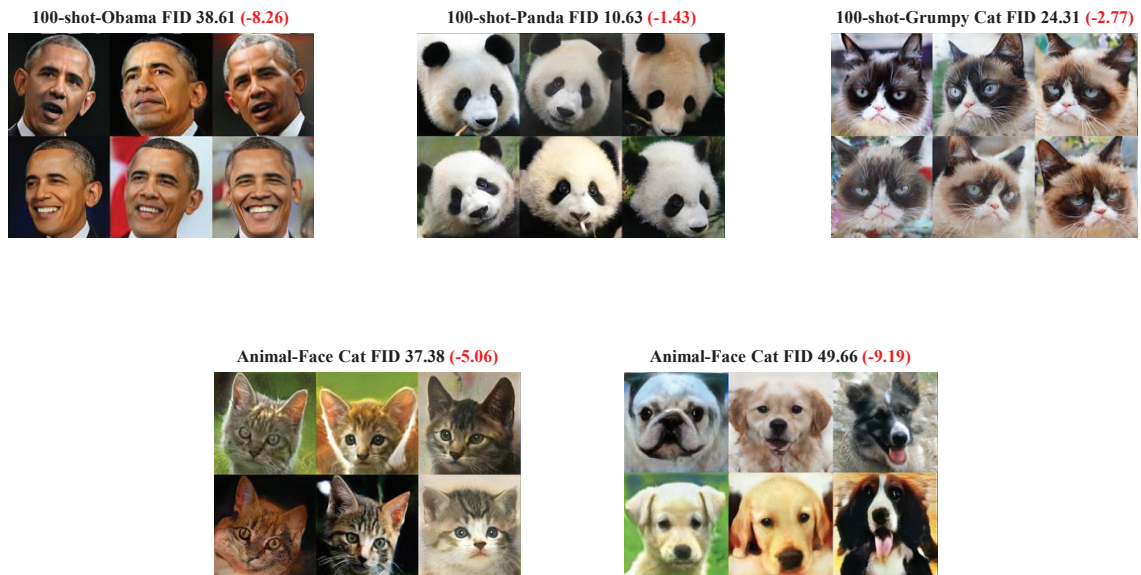 100-shot-Obama FID 38.61 (-8.26)
100-shot-Panda FID 10.63 (-1.43)
100-shot-Grumpy Cat FID 24.31 (-2.77)
Animal-Face Cat FID 37.38 (-5.06)
Animal-Face Cat FID 49.66 (-9.19)